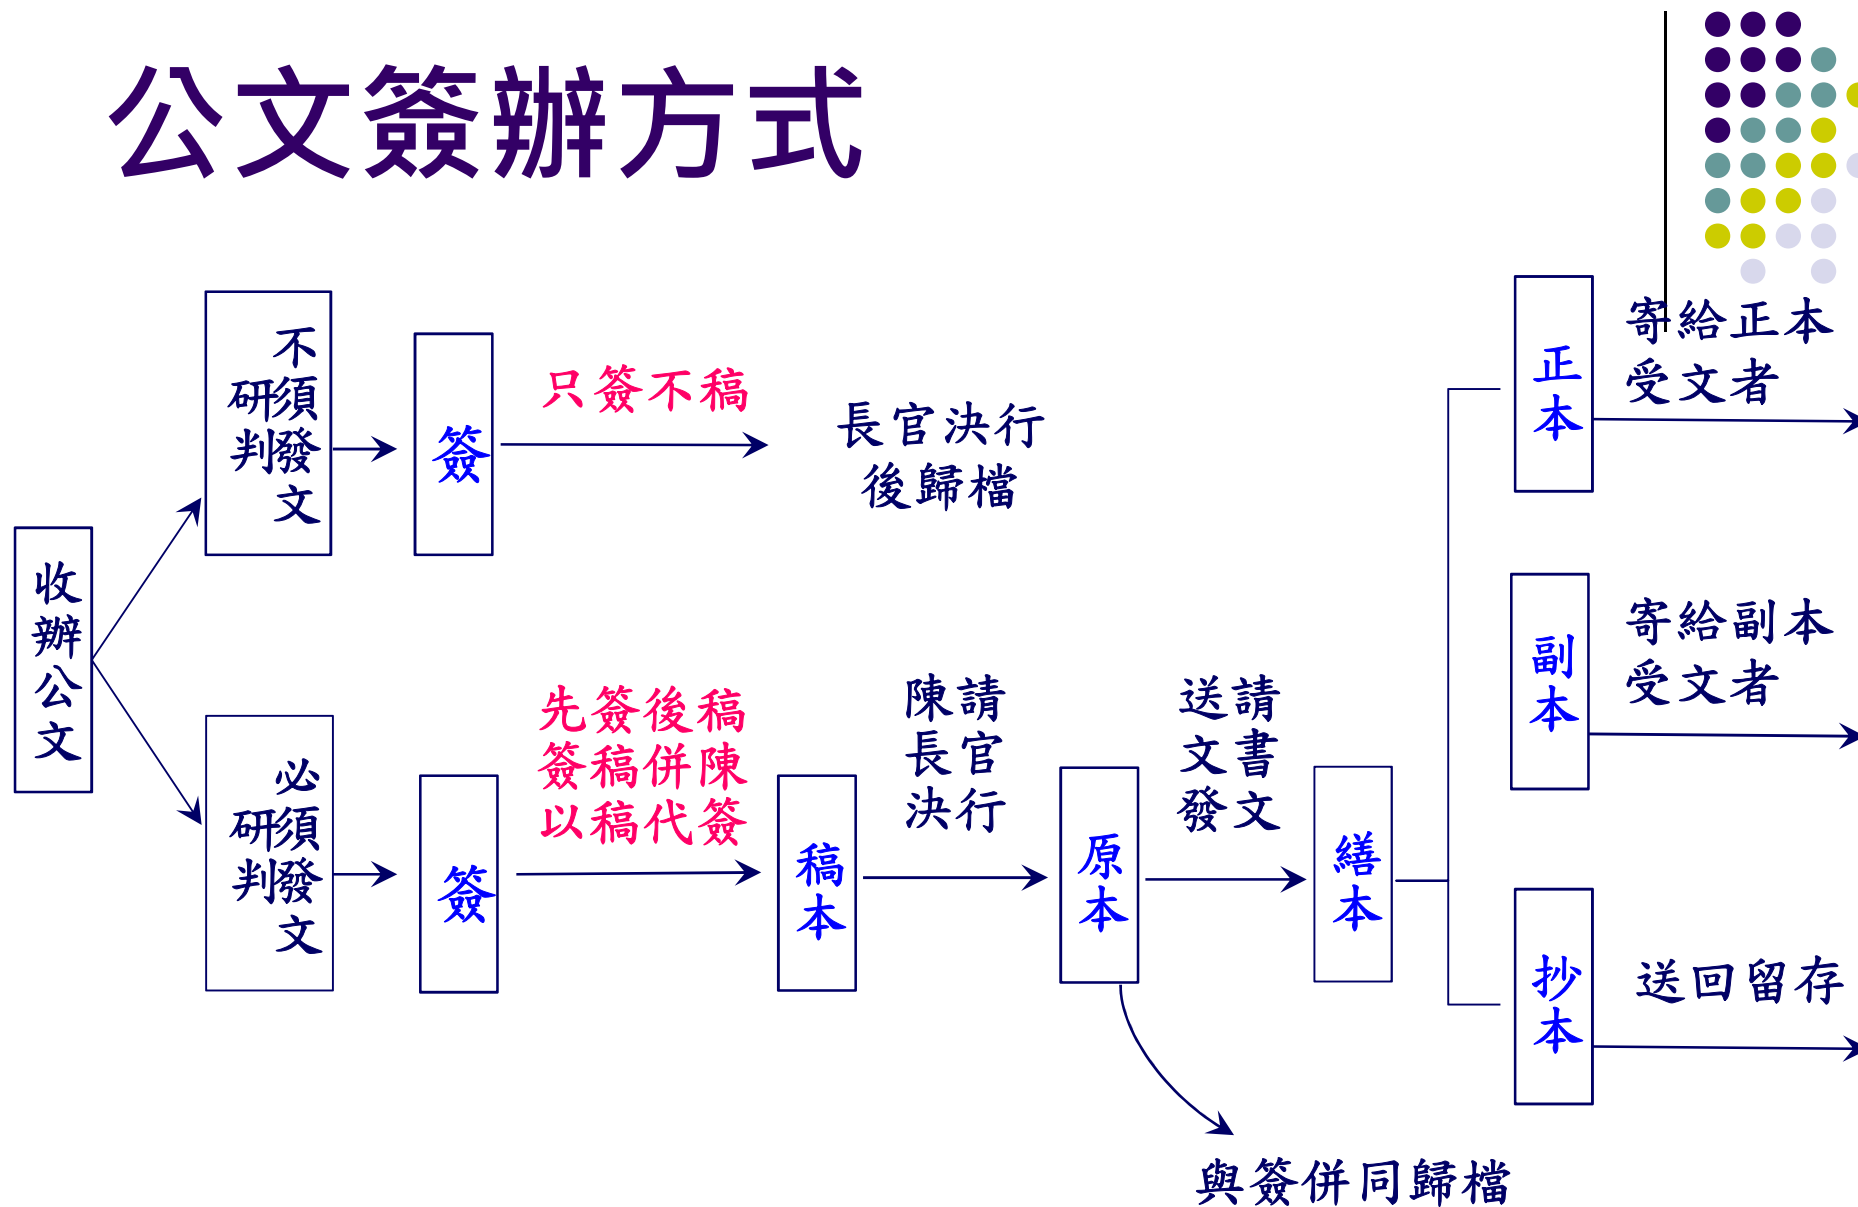 公文簽辦方式
收辦公文
研判
不須發文
簽
只簽不稿
長官決行
後歸檔
研判
必須發文
簽
先簽後稿
簽稿併陳
以稿代簽
稿本
陳請
長官
決行
原本
與簽併同歸檔
送請
文書
發文
繕本
正本
寄給正本
受文者
副本
寄給副本
受文者
抄本
送回留存